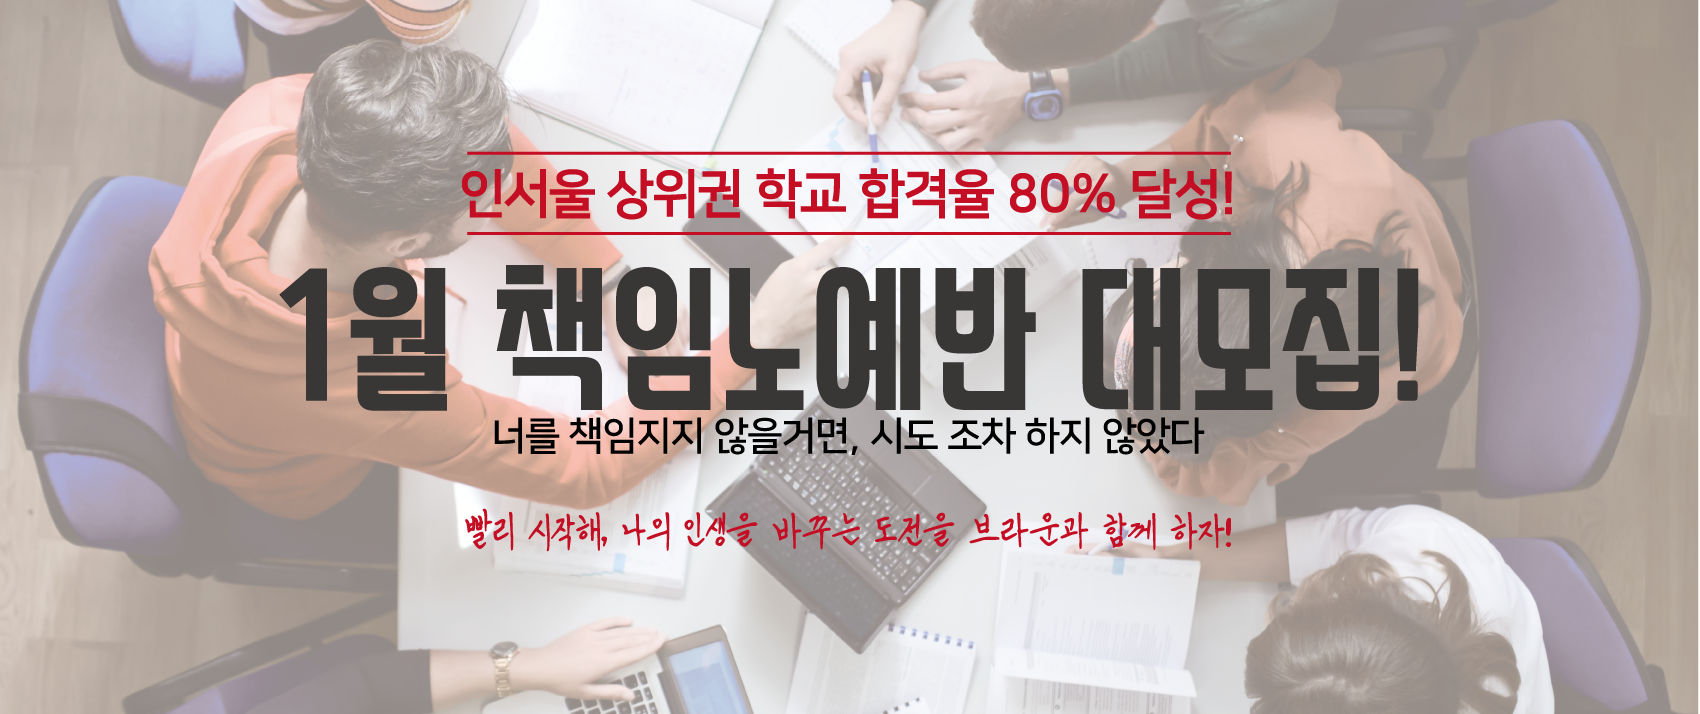 인서울 상위권 학교 합격율 80% 달성!
1월 책임노예반 대모집!
너를 책임지지 않을거면, 시도 조차 하지 않았다
빨리 시작해, 나의 인생을 바꾸는 도전을 브라운과 함께 하자!